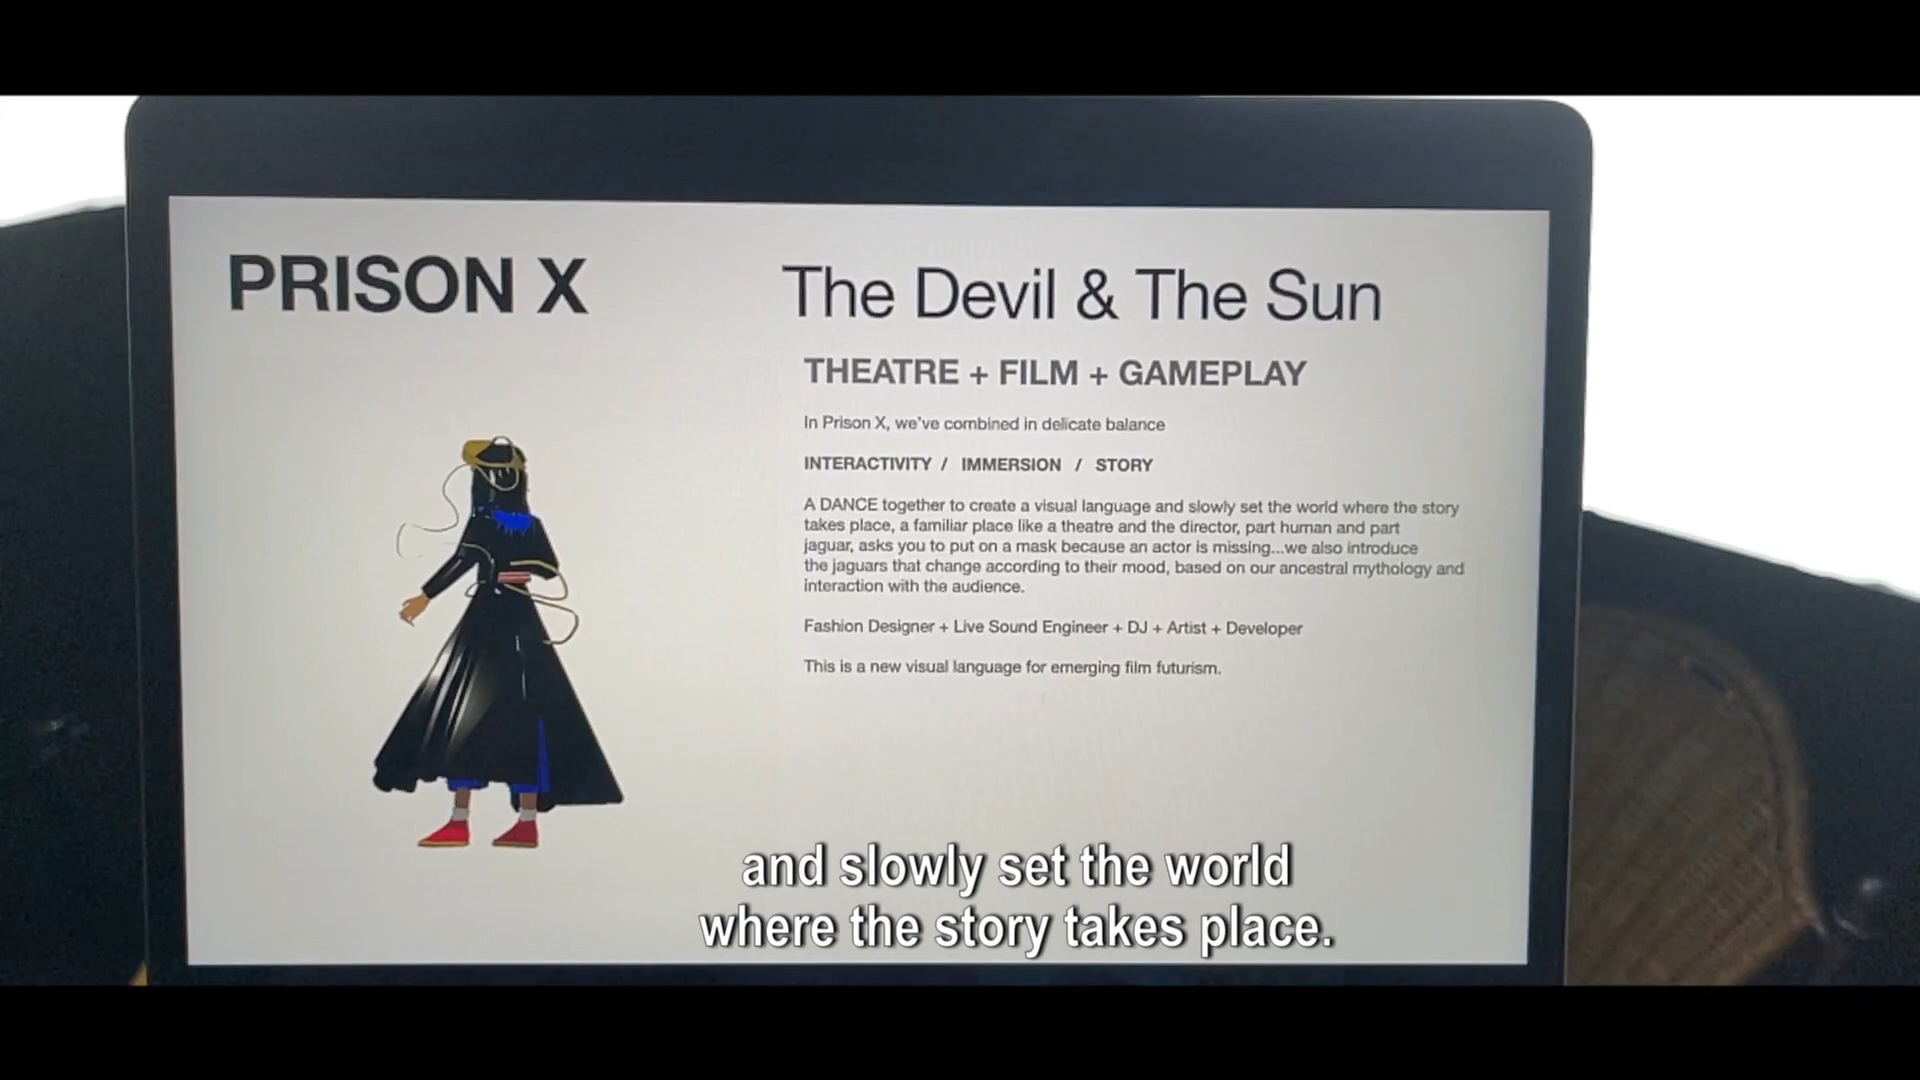 PRISON X
The Devil & The Sun
THEATRE + FILM + GAMEPLAY
In Prison X, we've combined in delicate balance
INTERACTIVITY / IMMERSION / STORY
A DANCE together to create a visual language and slowly set the world where the story
takes place, a familiar place like a theatre and the director, part human and part
jaguar, asks you to put on a mask because an actor is missing...we also introduce
the jaguars that change according to their mood, based on our ancestral mythology and
interaction with the audience.
Fashion Designer + Live Sound Engineer + DJ + Artist + Developer
This is a new visual language for emerging film futurism.
and slowly set the world
where the story takes place.